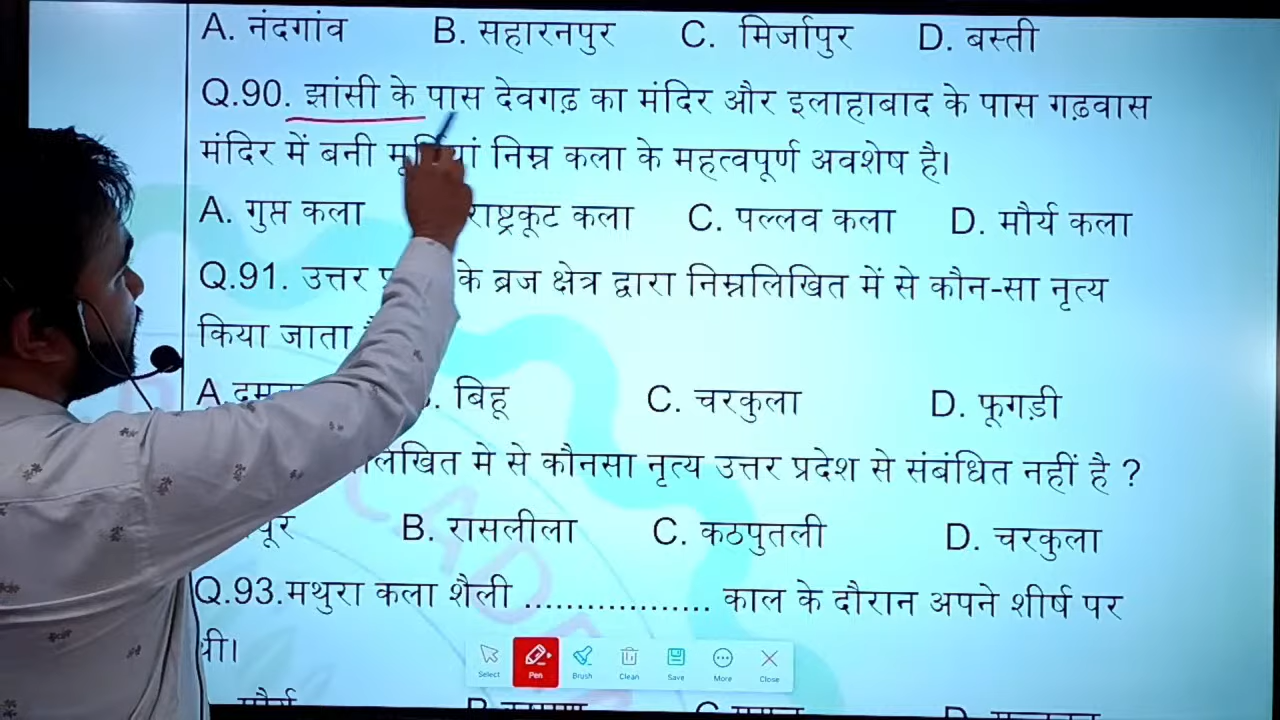 A. नंदगांव B. सहारनपुर C. मिर्जापुर D. बस्ती
Q.90. झांसी के पास देवगढ़ का मंदिर और इलाहाबाद के पास गढ़वास
मंदिर में बनी निम्न कला के महत्वपूर्ण अवशेष है।
A. गुप्त कला राष्ट्रकूट कला C. पल्लव कला D. मौर्य कला
Q.91. उत्तर के ब्रज क्षेत्र द्वारा निम्नलिखित में से कौन-सा नृत्य
किया जाता
A. बिहू C. चरकुला D. फूगड़ी
से कौनसा नृत्य उत्तर प्रदेश से संबंधित नहीं है ?
B. रासलीला C. कठपुतली D. चरकुला
Q.93.मथुरा कला शैली .................. काल के दौरान अपने शीर्ष पर
थी।
Select Pen Brush Clean Save More Close